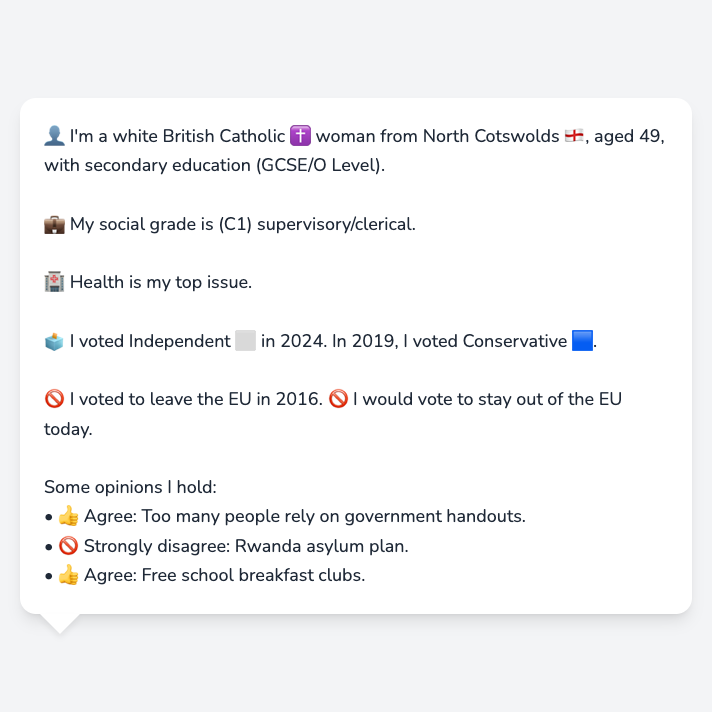 👤 I'm a white British Catholic ✝️ woman from North Cotswolds 🏴󠁧󠁢󠁥󠁮󠁧󠁿, aged 49,
with secondary education (GCSE/O Level).
💼 My social grade is (C1) supervisory/clerical.
🏥 Health is my top issue.
🗳️ I voted Independent ⬜ in 2024. In 2019, I voted Conservative 🟦.
🚫 I voted to leave the EU in 2016. 🚫 I would vote to stay out of the EU
today.
Some opinions I hold:
• 👍 Agree: Too many people rely on government handouts.
• 🚫 Strongly disagree: Rwanda asylum plan.
• 👍 Agree: Free school breakfast clubs.